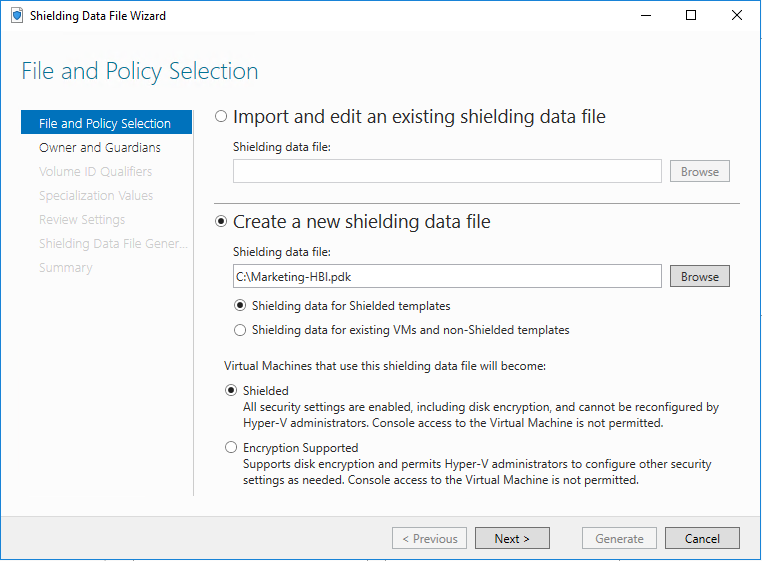 Shielding Data File Wizard
File and Policy Selection
File and Policy Selection
Owner and Guardians
Volume ID Qualifiers
Specialization Values
Review Settings
Shielding Data File Gener...
Summary
Import and edit an existing shielding data file
Shielding data file:
Browse
Create a new shielding data file
Shielding data file:
C:\Marketing-HBI.pdk
Browse
Shielding data for Shielded templates
Shielding data for existing VMs and non-Shielded templates
Virtual Machines that use this shielding data file will become:
Shielded
All security settings are enabled, including disk encryption, and cannot be reconfigured by
Hyper-V administrators. Console access to the Virtual Machine is not permitted.
Encryption Supported
Supports disk encryption and permits Hyper-V administrators to configure other security
settings as needed. Console access to the Virtual Machine is not permitted.
< Previous
Next >
Generate
Cancel